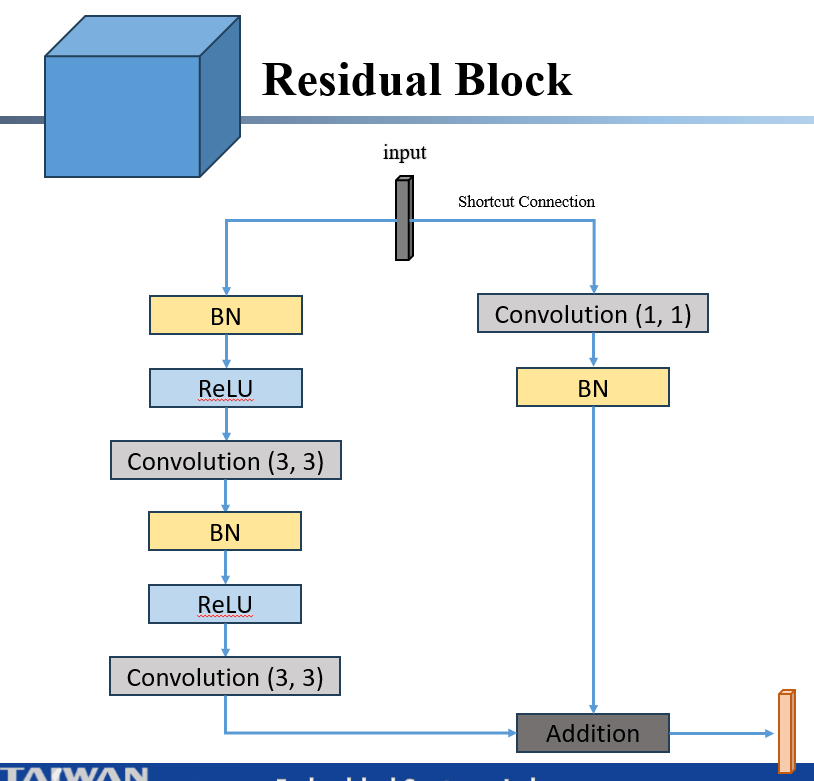 Residual Block
input
Shortcut Connection
BN
ReLU
Convolution (3, 3)
BN
ReLU
Convolution (3, 3)
Convolution (1, 1)
BN
Addition
TAIWAN